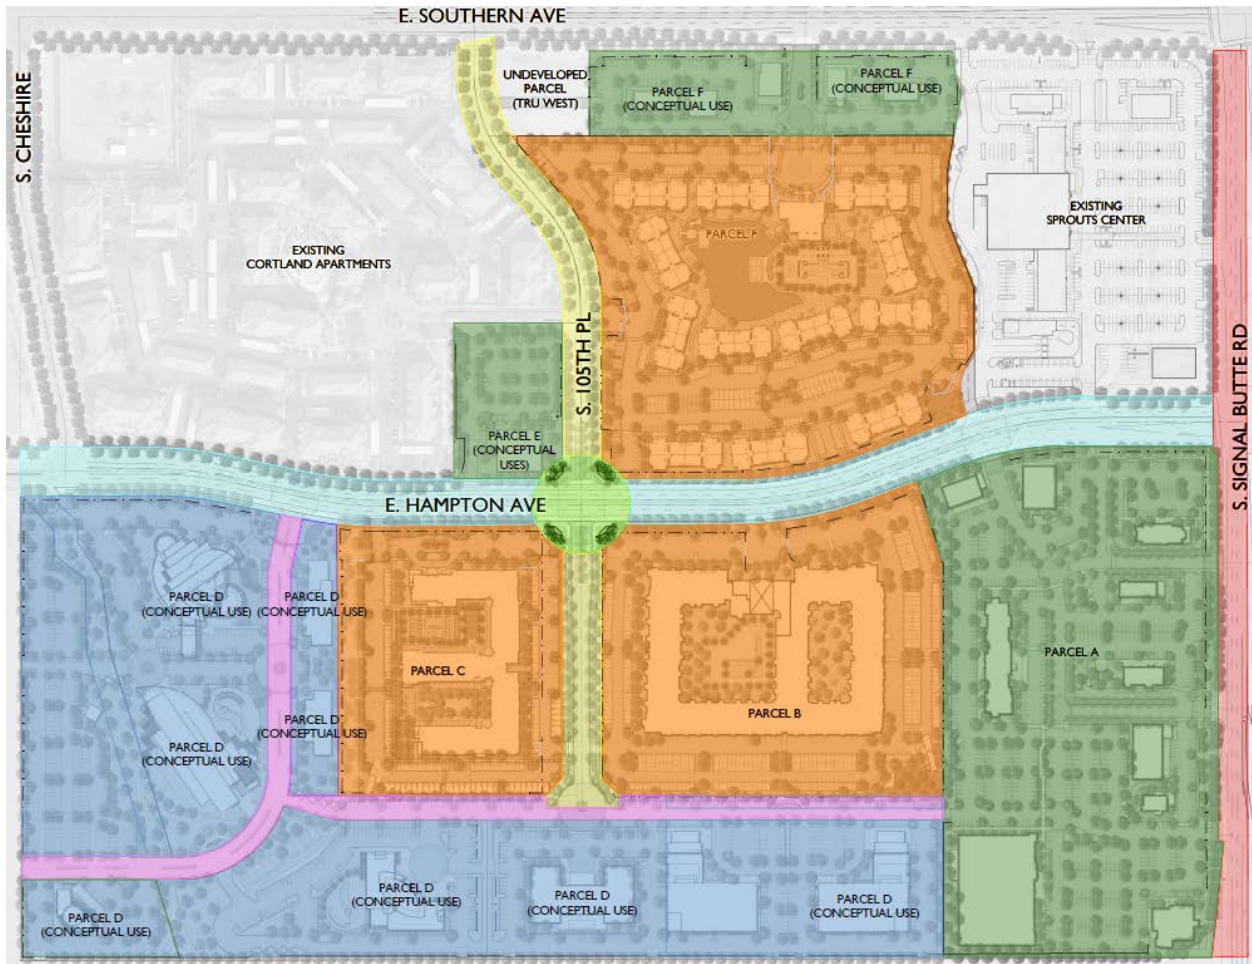 E. SOUTHERN AVE
S. CHESHIRE
UNDEVELOPED
PARCEL
(TRU WEST)
PARCEL F
(CONCEPTUAL USE)
PARCEL F
(CONCEPTUAL USE)
EXISTING
CORTLAND APARTMENTS
PARCEL F
EXISTING
SPROUTS CENTER
S. SIGNAL BUTTE RD
S. 105TH PL
PARCEL E
(CONCEPTUAL
USES)
E. HAMPTON AVE
PARCEL D
(CONCEPTUAL USE)
PARCEL D
(CONCEPTUAL USE)
PARCEL C
PARCEL B
PARCEL A
PARCEL D
(CONCEPTUAL USE)
PARCEL D
(CONCEPTUAL USE)
PARCEL D
(CONCEPTUAL USE)
PARCEL D
(CONCEPTUAL USE)
PARCEL D
(CONCEPTUAL USE)
PARCEL D
(CONCEPTUAL USE)